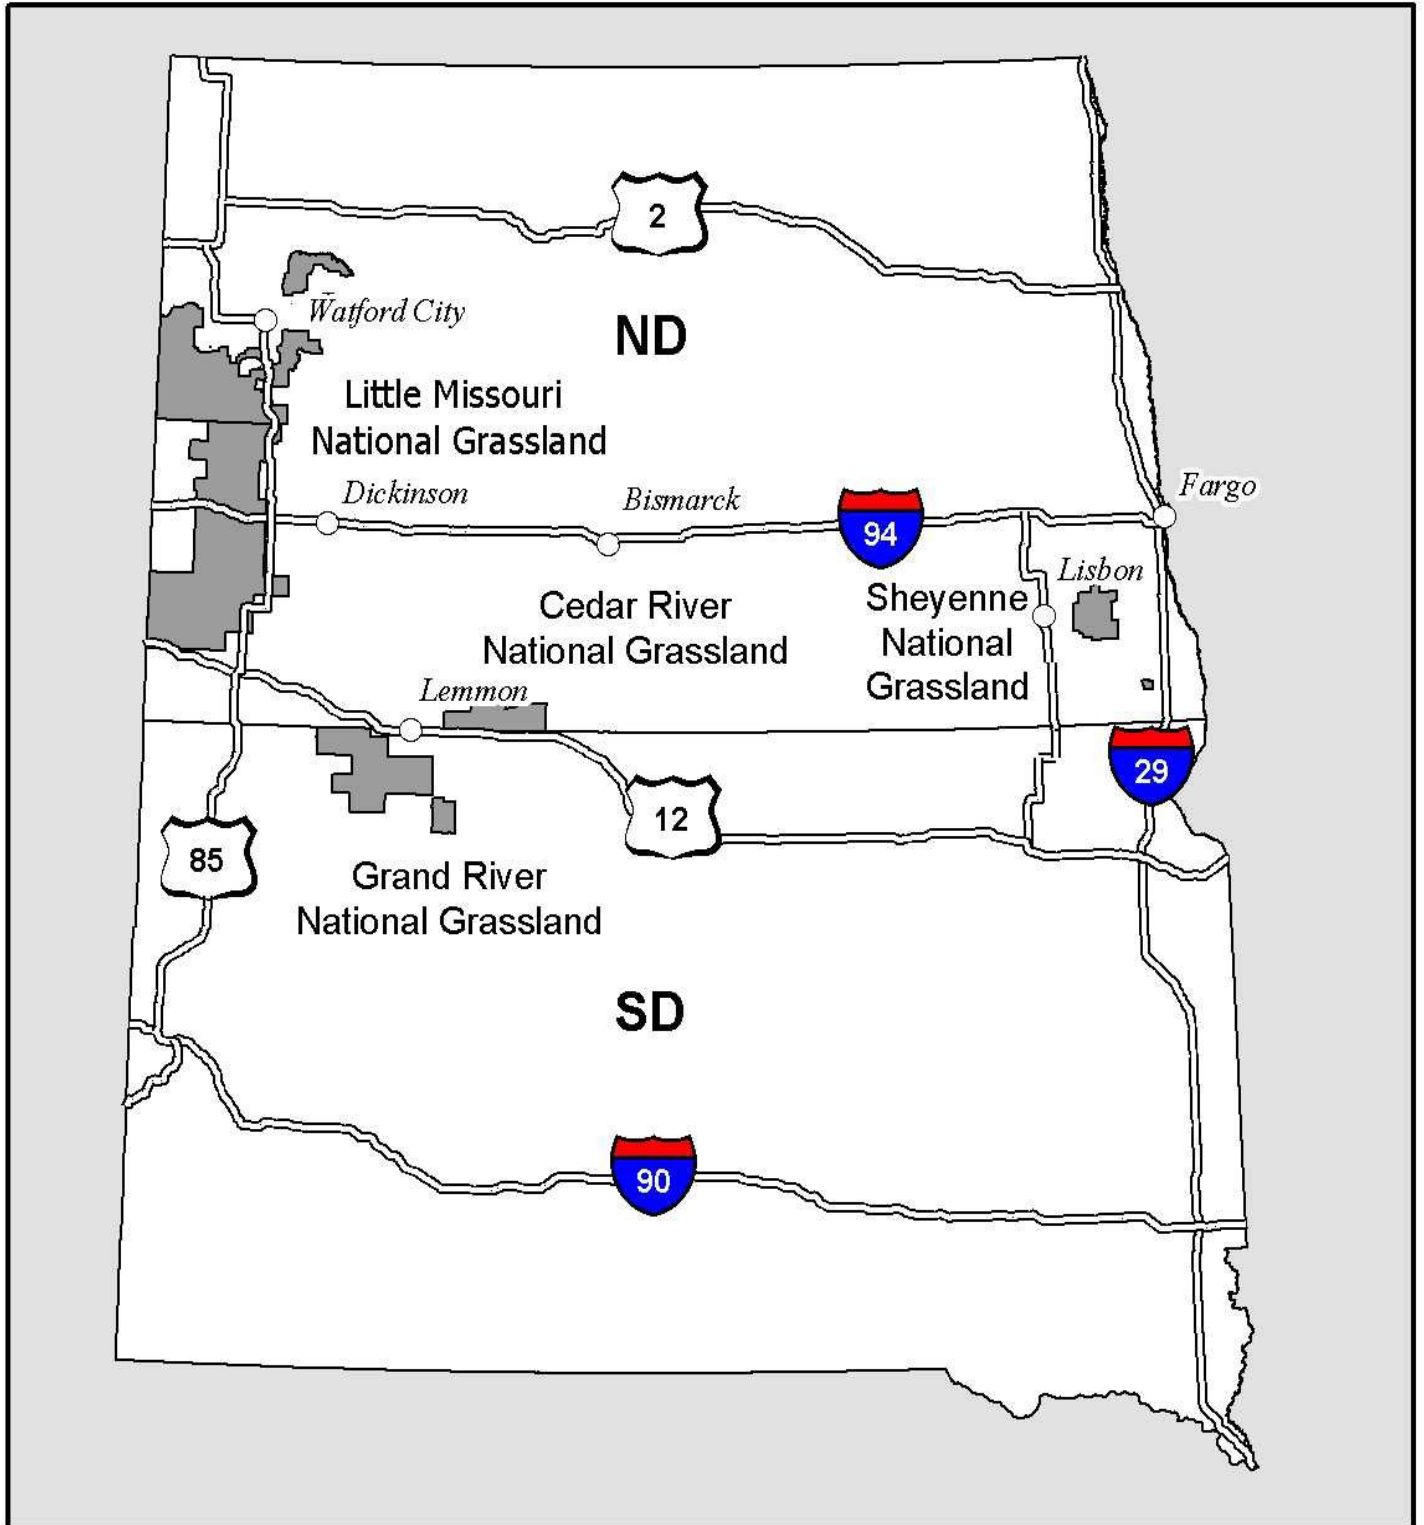 2
Watford City
ND
Little Missouri
National Grassland
Dickinson
Bismarck
Fargo
94
Lisbon
Cedar River
National Grassland
Sheyenne
National
Grassland
Lemmon
29
12
85
Grand River
National Grassland
SD
90